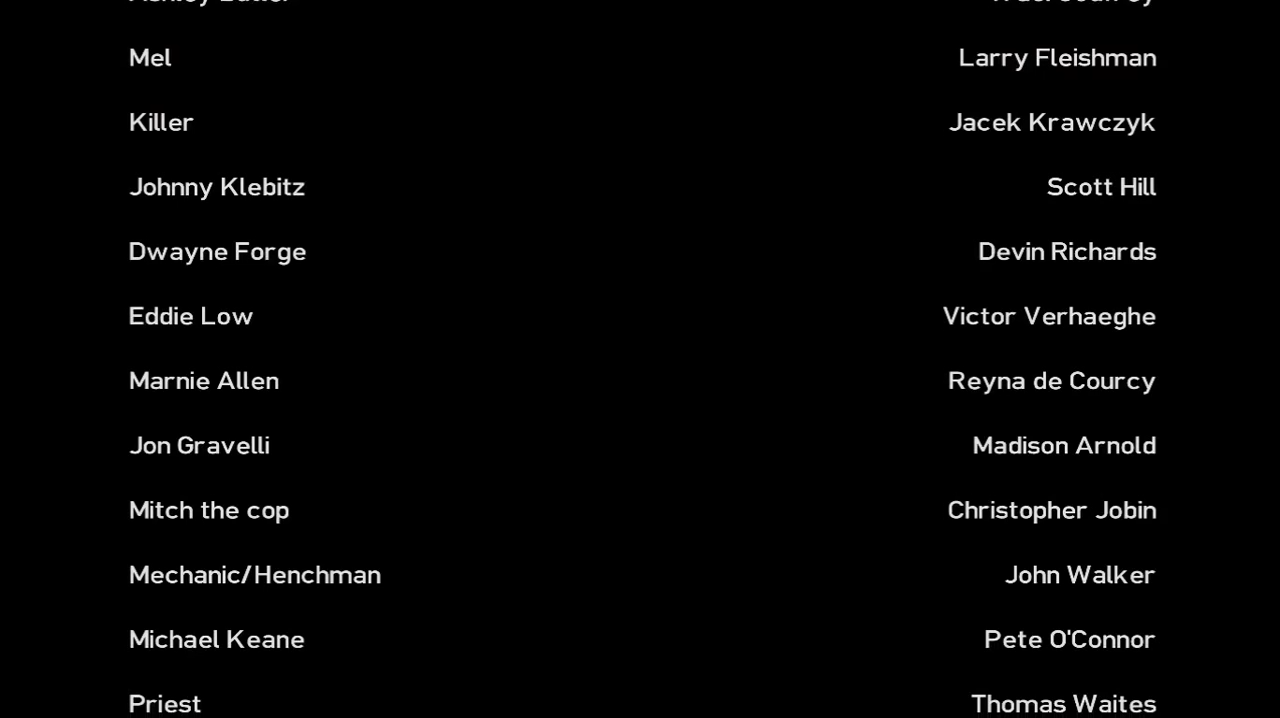 Mel Larry Fleishman
Killer Jacek Krawczyk
Johnny Klebitz Scott Hill
Dwayne Forge Devin Richards
Eddie Low Victor Verhaeghe
Marnie Allen Reyna de Courcy
Jon Gravelli Madison Arnold
Mitch the cop Christopher Jobin
Mechanic/Henchman John Walker
Michael Keane Pete O'Connor
Priest Thomas Waites